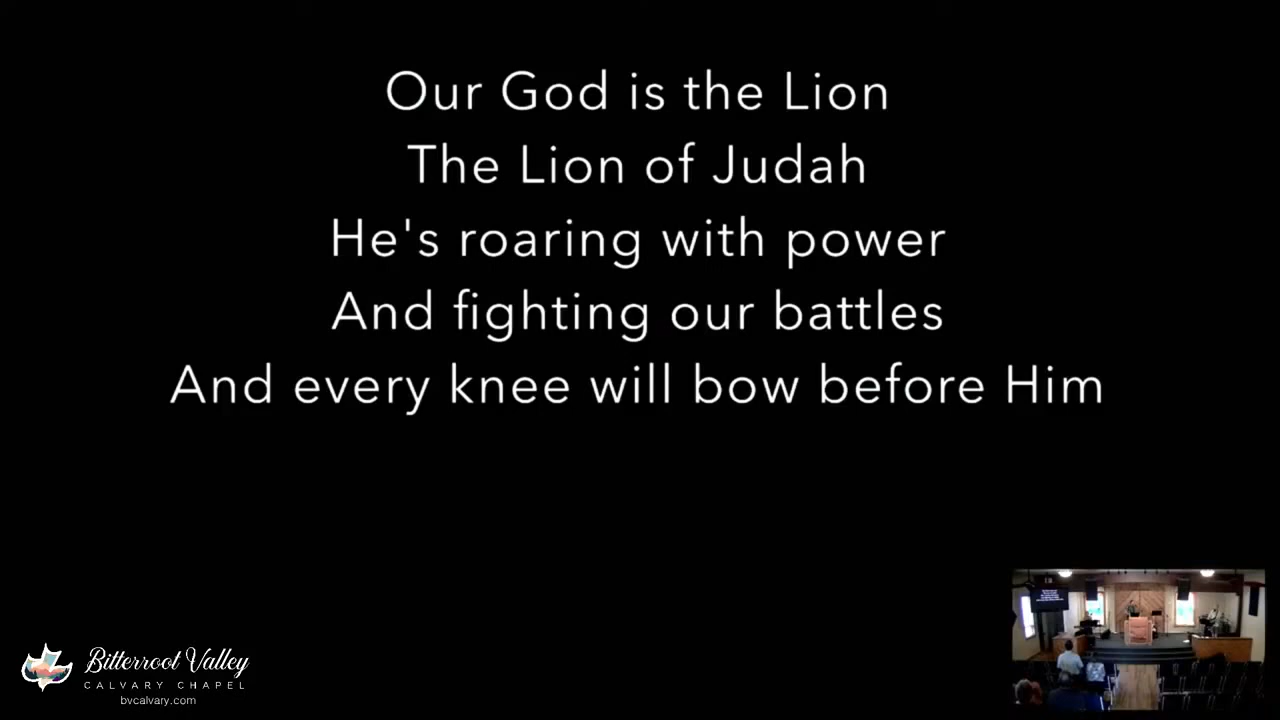 Our God is the Lion
The Lion of Judah
He's roaring with power
And fighting our battles
And every knee will bow before Him
Bitterroot Valley
CALVARY CHAPEL
bvcalvary.com